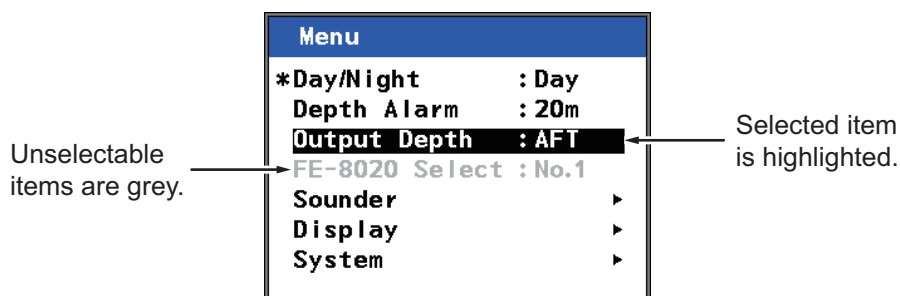 Menu
*Day/Night : Day
Depth Alarm : 20m
Output Depth : AFT
FE-8020 Select : No.1
Sounder ▸
Display ▸
System ▸
Unselectable
items are grey.
Selected item
is highlighted.